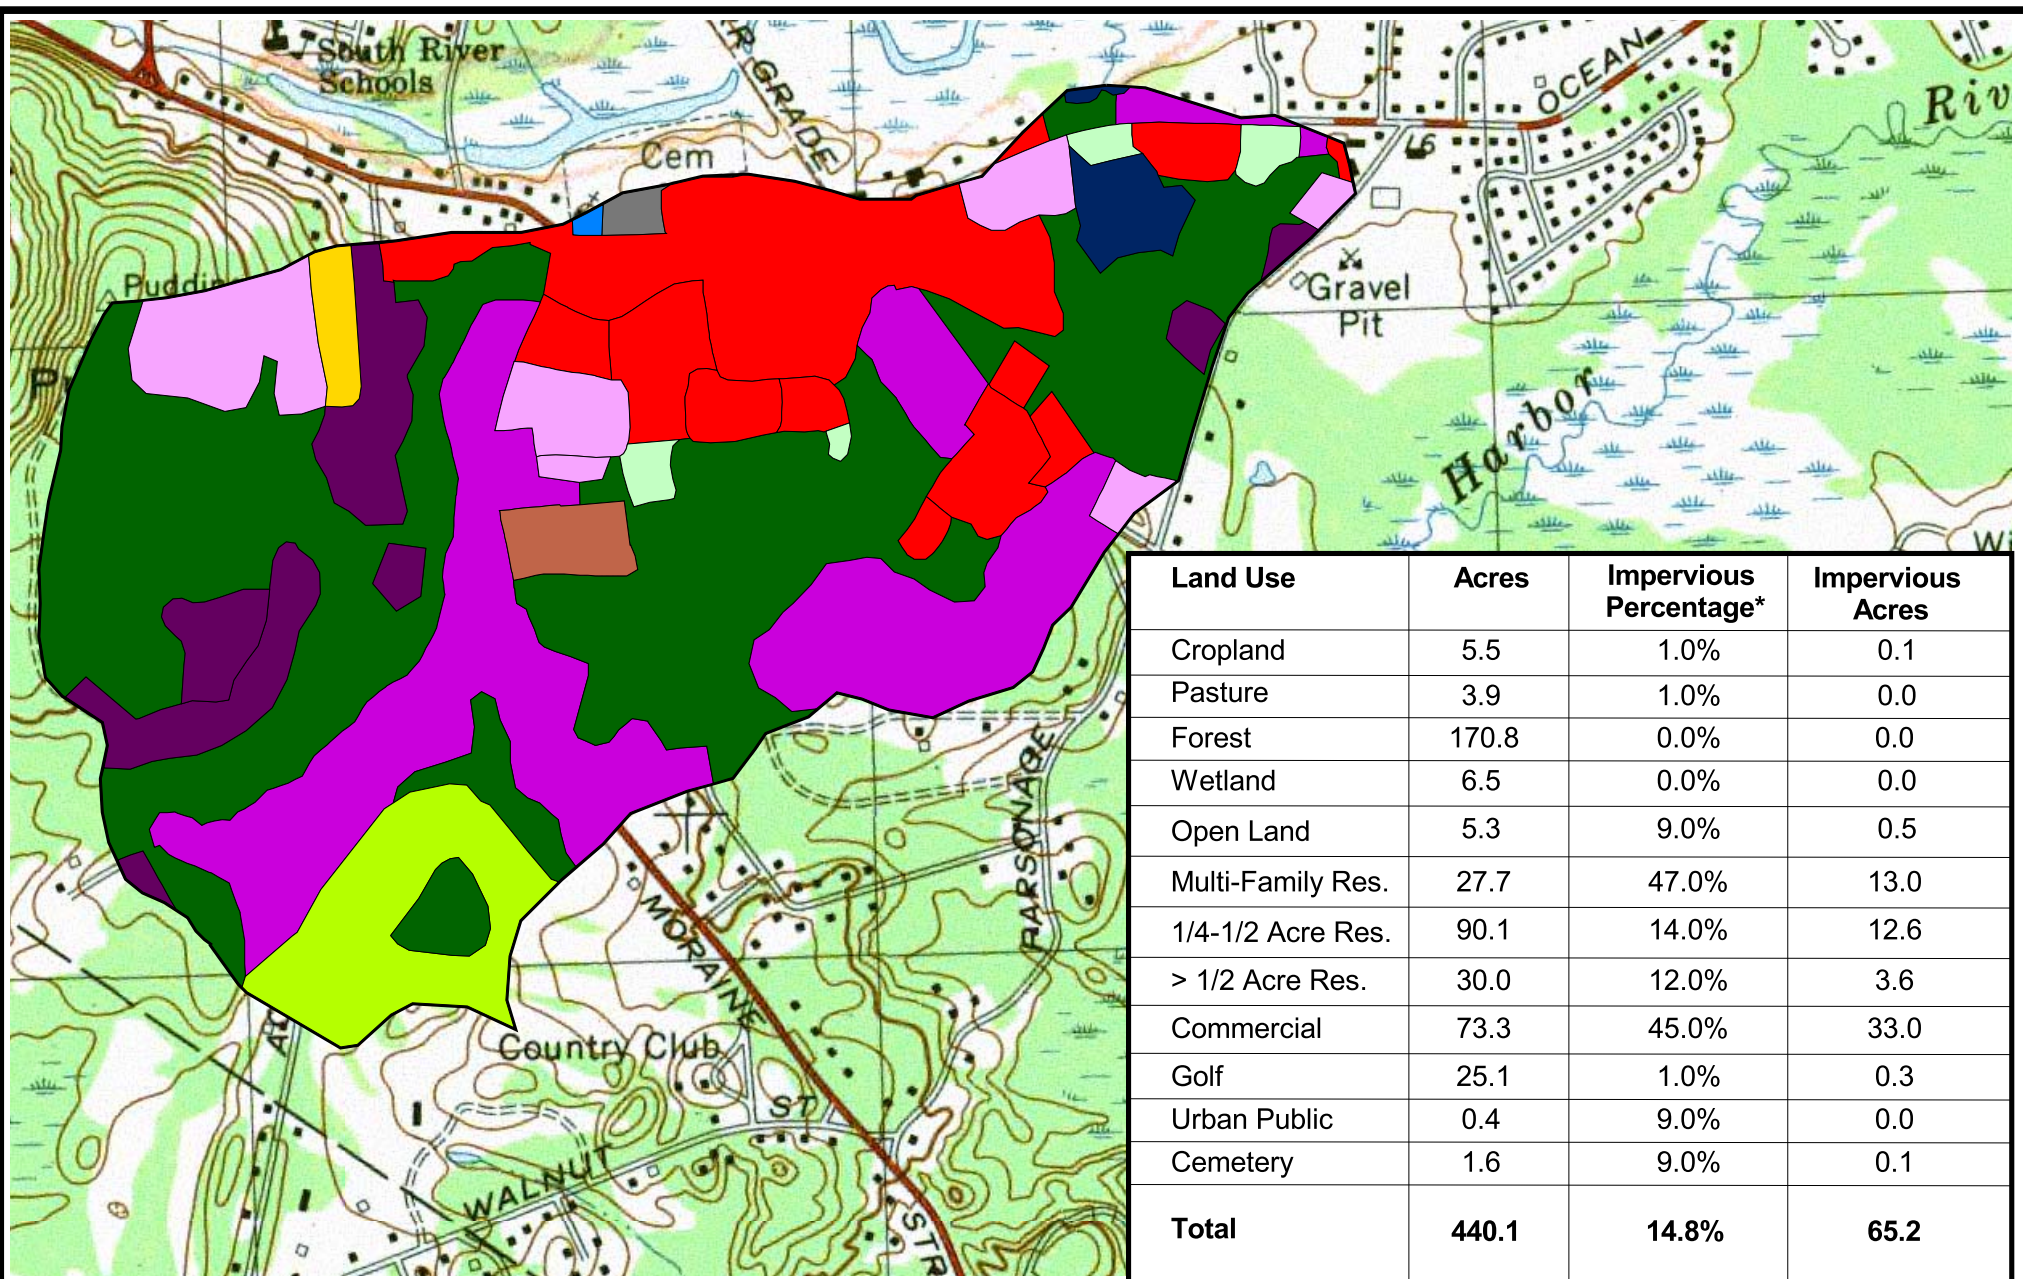 South River
Schools
R GRADE
Cem
OCEAN
16
Riv
Puddin
Gravel
Pit
Harbor
Wi
PARSONAGE
MORAINE
Country Club
ST
WALNUT
STR
Land Use Acres Impervious Percentage* Impervious Acres
Cropland 5.5 1.0% 0.1
Pasture 3.9 1.0% 0.0
Forest 170.8 0.0% 0.0
Wetland 6.5 0.0% 0.0
Open Land 5.3 9.0% 0.5
Multi-Family Res. 27.7 47.0% 13.0
1/4-1/2 Acre Res. 90.1 14.0% 12.6
> 1/2 Acre Res. 30.0 12.0% 3.6
Commercial 73.3 45.0% 33.0
Golf 25.1 1.0% 0.3
Urban Public 0.4 9.0% 0.0
Cemetery 1.6 9.0% 0.1
Total 440.1 14.8% 65.2